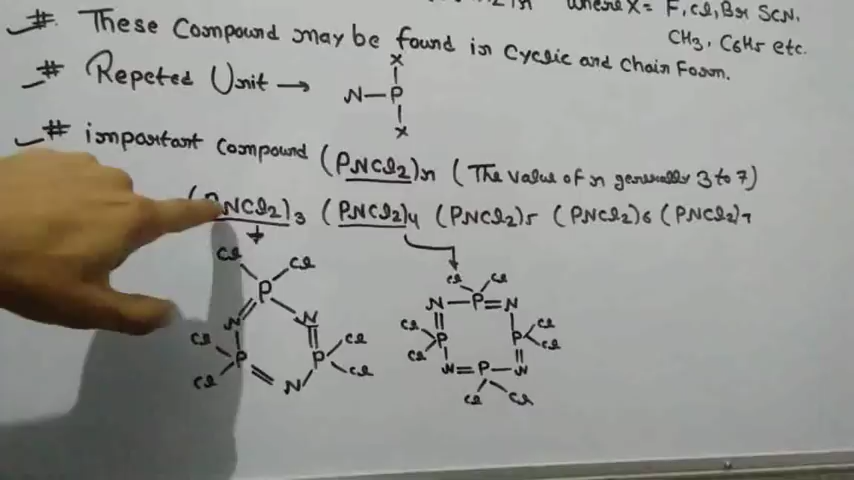 where X = F, Cl, Br SCN.
CH3, C6H5 etc.
# These Compound may be found in Cyclic and Chain Form.
# Repeted Unit → N—P
X
X
# important compound (PNCl2)n (The value of n generally 3 to 7)
(PNCl2)3 (PNCl2)4 (PNCl2)5 (PNCl2)6 (PNCl2)7
Cl Cl Cl Cl
P N P N
N N Cl Cl
Cl P P Cl Cl P P Cl
Cl Cl N P N
N Cl Cl